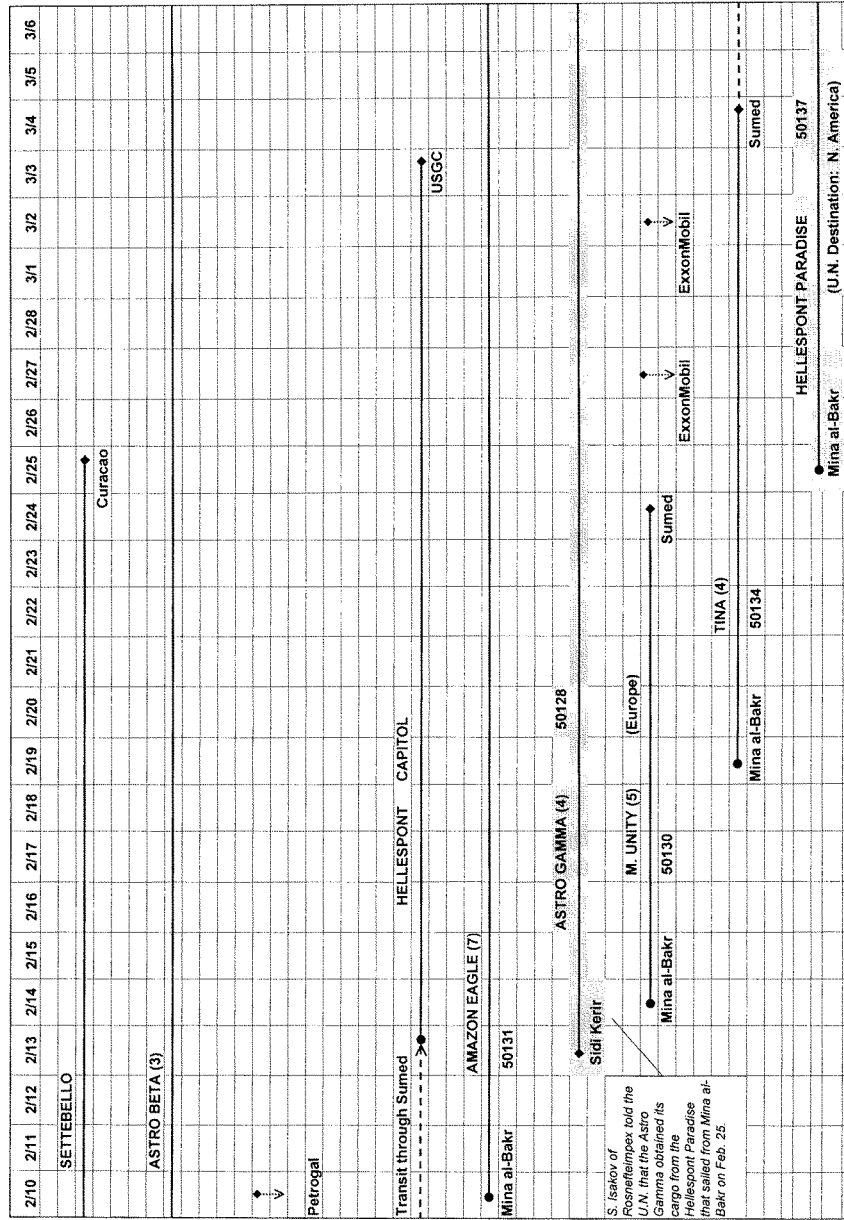 2/10 2/11 2/12 2/13 2/14 2/15 2/16 2/17 2/18 2/19 2/20 2/21 2/22 2/23 2/24 2/25 2/26 2/27 2/28 3/1 3/2 3/3 3/4 3/5 3/6
SETTEBELLO
Curacao
ASTRO BETA (3)
Petrogal
HELLESPONT CAPITOL
Transit through Sumed
USGC
AMAZON EAGLE (7)
Mina al-Bakr
50131
ASTRO GAMMA (4)
50128
Sidi Kerir
S. Isakov of
Rosnefteimpex told the
U.N. that the Astro
Gamma obtained its
cargo from the
Hellespont Paradise
that sailed from Mina al-
Bakr on Feb. 25.
M. UNITY (5)
(Europe)
Mina al-Bakr
50130
Sumed
ExxonMobil
ExxonMobil
TINA (4)
Mina al-Bakr
50134
Sumed
HELLESPONT PARADISE
50137
Mina al-Bakr
(U.N. Destination: N. America)